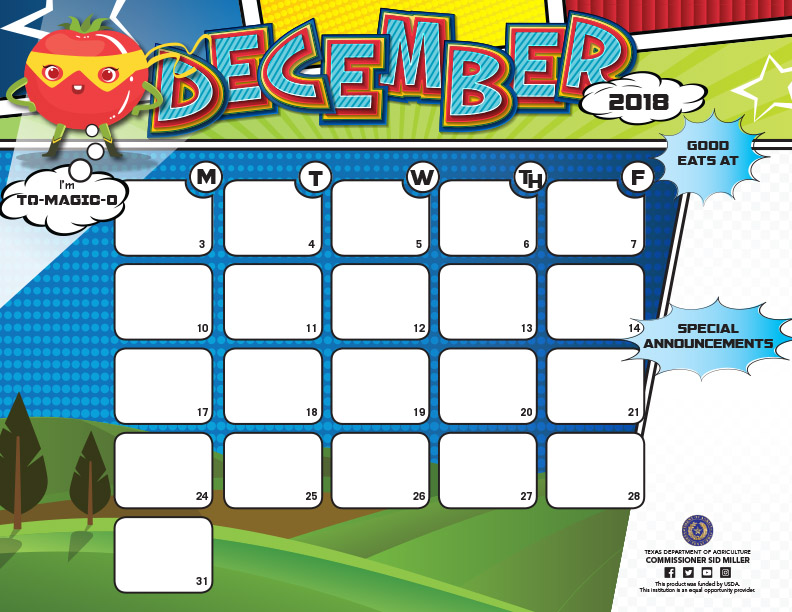 DECEMBER
2018
GOOD
EATS AT
I'm
TO-MAGIC-O
M T W TH F
3 4 5 6 7
10 11 12 13 14
SPECIAL
ANNOUNCEMENTS
17 18 19 20 21
24 25 26 27 28
31
TEXAS DEPARTMENT OF AGRICULTURE
COMMISSIONER SID MILLER
This product was funded by USDA.
This institution is an equal opportunity provider.